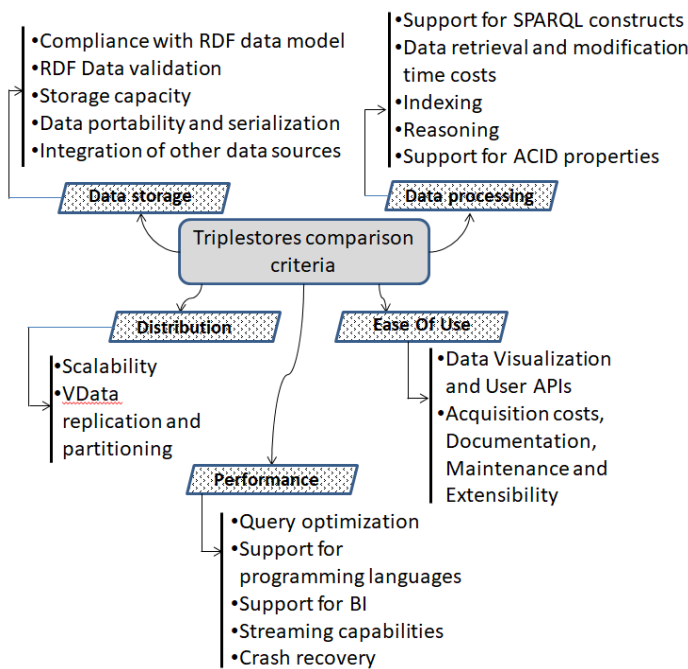 •Compliance with RDF data model
•RDF Data validation
•Storage capacity
•Data portability and serialization
•Integration of other data sources
Data storage
•Support for SPARQL constructs
•Data retrieval and modification
time costs
•Indexing
•Reasoning
•Support for ACID properties
Data processing
Triplestores comparison
criteria
Distribution
•Scalability
•VData
replication and
partitioning
Ease Of Use
•Data Visualization
and User APIs
•Acquisition costs,
Documentation,
Maintenance and
Extensibility
Performance
•Query optimization
•Support for
programming languages
•Support for BI
•Streaming capabilities
•Crash recovery